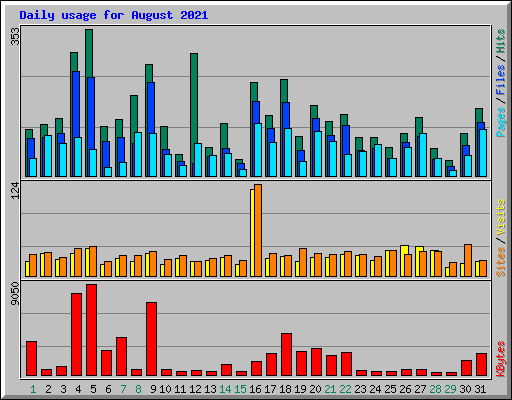 Daily usage for August 2021
353
Pages / Files / Hits
124
Sites / Visits
9050
KBytes
1 2 3 4 5 6 7 8 9 10 11 12 13 14 15 16 17 18 19 20 21 22 23 24 25 26 27 28 29 30 31